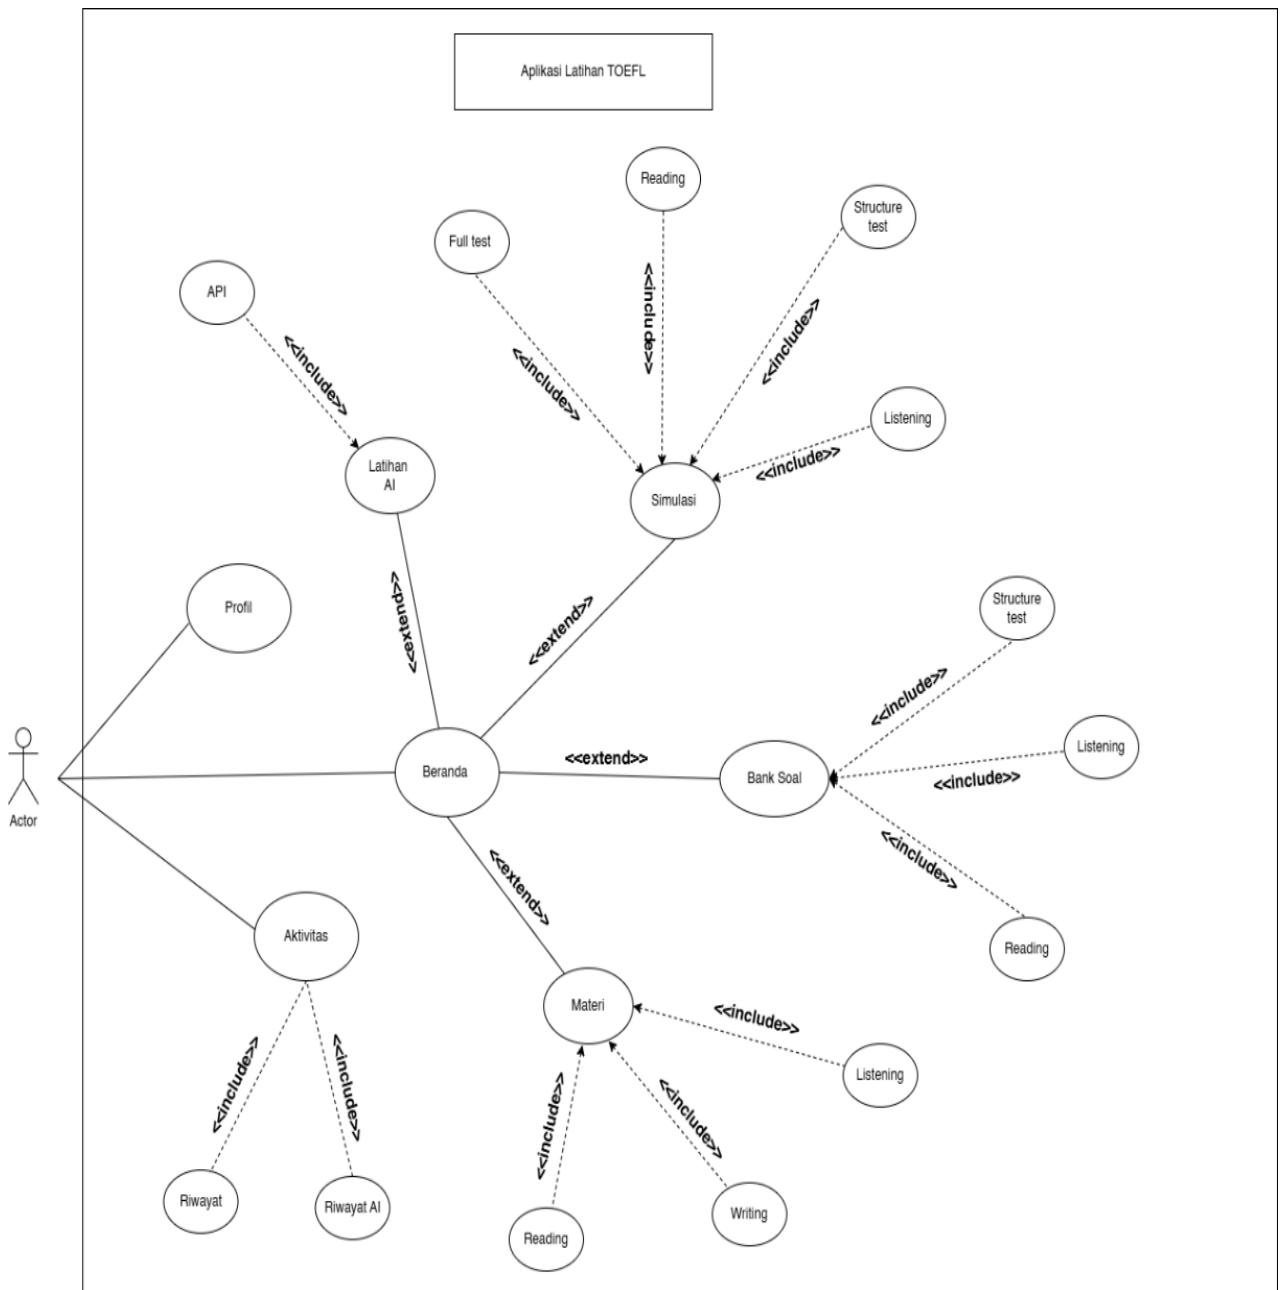 Aplikasi Latihan TOEFL
Reading
Structure
test
Full test
API
<<include>>
<<include>>
<<include>>
<<include>>
Listening
<<include>>
Latihan
AI
Simulasi
Profil
<<extend>>
<<extend>>
Structure
test
<<include>>
Listening
<<extend>>
Beranda
Bank Soal
<<include>>
Actor
<<include>>
<<extend>>
Aktivitas
Reading
Materi
<<include>>
Listening
<<include>>
<<include>>
<<include>>
<<include>>
Riwayat
Riwayat AI
Writing
Reading